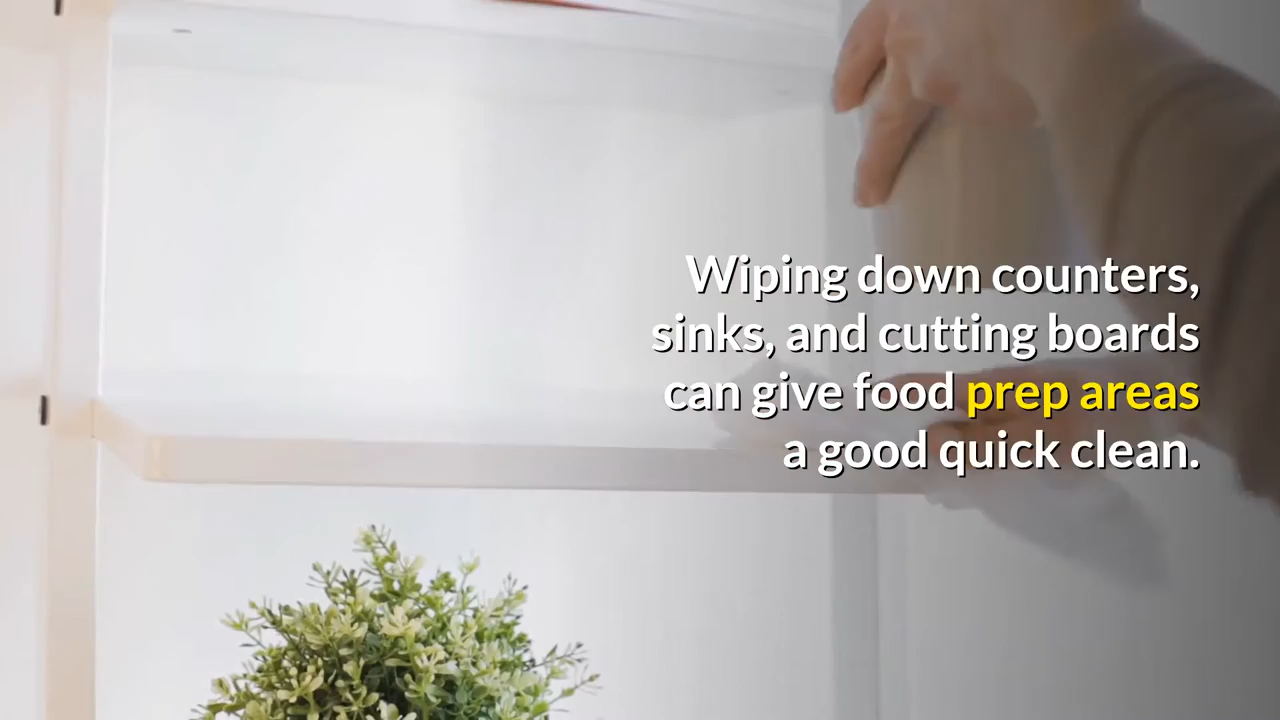 Wiping down counters,
sinks, and cutting boards
can give food prep areas
a good quick clean.